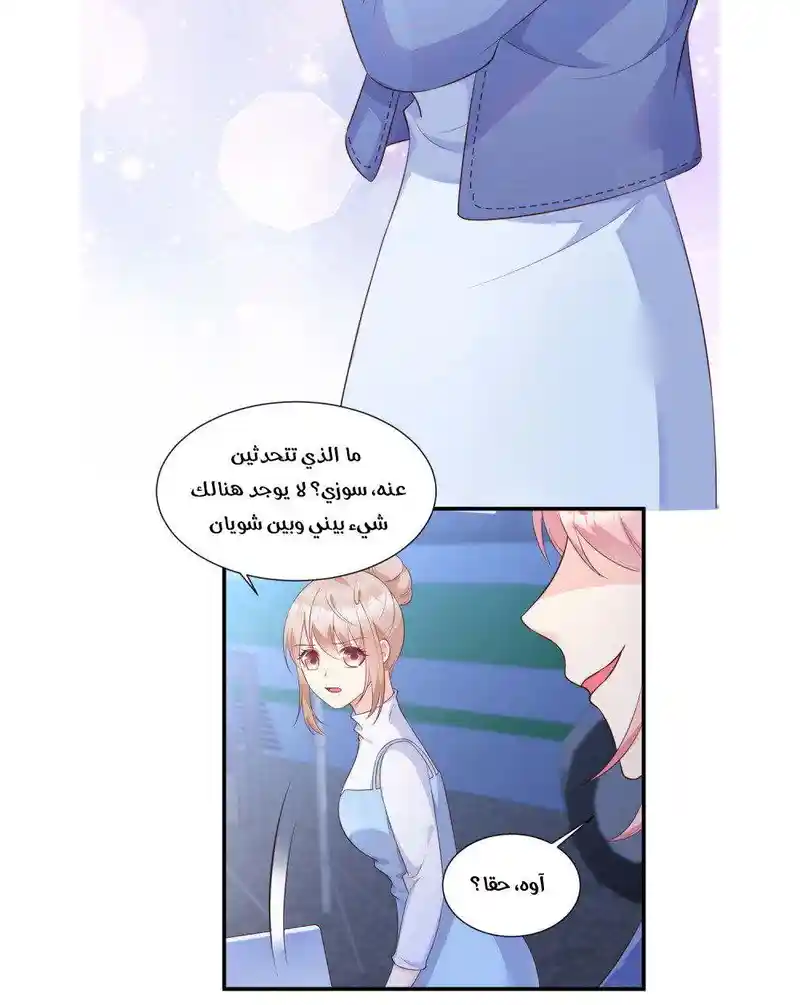 ما الذي تتحدثين
عنه، سوزي؟ لا يوجد هنالك
شيء بيني وبين شويان
آوه، حقا؟